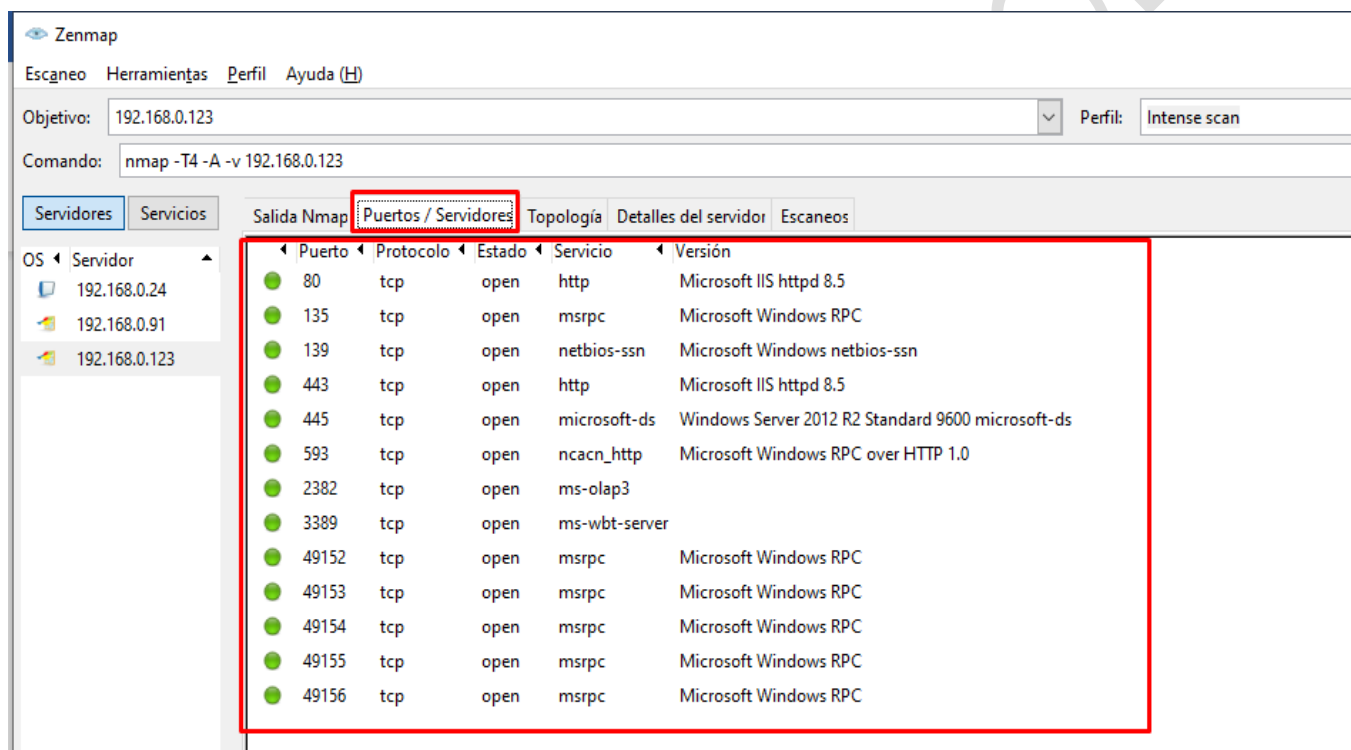 Zenmap
Escaneo Herramientas Perfil Ayuda (H)
Objetivo: 192.168.0.123 Perfil: Intense scan
Comando: nmap -T4 -A -v 192.168.0.123
Servidores Servicios Salida Nmap Puertos / Servidores Topología Detalles del servidor Escaneos
OS Servidor Puerto Protocolo Estado Servicio Versión
192.168.0.24 80 tcp open http Microsoft IIS httpd 8.5
192.168.0.91 135 tcp open msrpc Microsoft Windows RPC
192.168.0.123 139 tcp open netbios-ssn Microsoft Windows netbios-ssn
443 tcp open http Microsoft IIS httpd 8.5
445 tcp open microsoft-ds Windows Server 2012 R2 Standard 9600 microsoft-ds
593 tcp open ncacn_http Microsoft Windows RPC over HTTP 1.0
2382 tcp open ms-olap3
3389 tcp open ms-wbt-server
49152 tcp open msrpc Microsoft Windows RPC
49153 tcp open msrpc Microsoft Windows RPC
49154 tcp open msrpc Microsoft Windows RPC
49155 tcp open msrpc Microsoft Windows RPC
49156 tcp open msrpc Microsoft Windows RPC